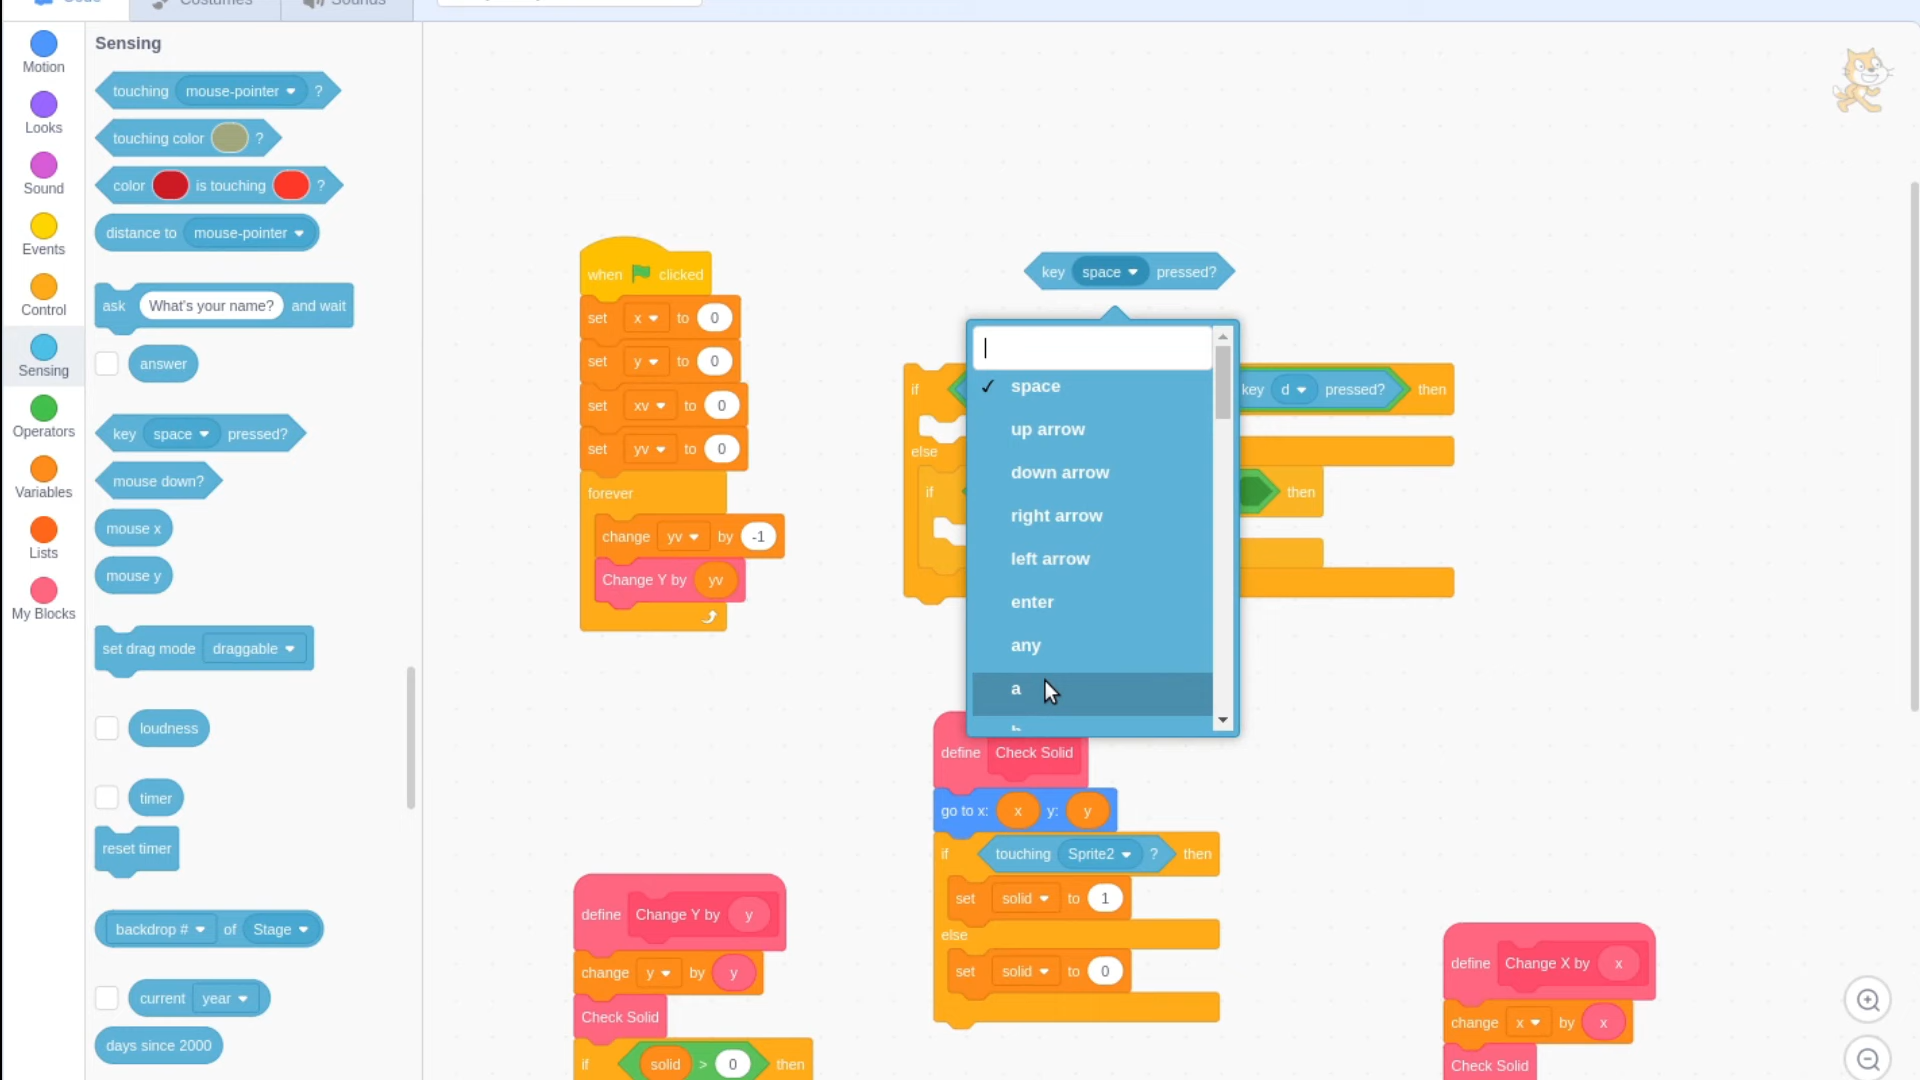 Code Costumes Sounds
Motion
Looks
Sound
Events
Control
Sensing
Operators
Variables
Lists
My Blocks
Sensing
touching mouse-pointer ?
touching color ?
color is touching ?
distance to mouse-pointer
ask What's your name? and wait
answer
key space pressed?
mouse down?
mouse x
mouse y
set drag mode draggable
loudness
timer
reset timer
backdrop # of Stage
current year
days since 2000
when clicked
set x to 0
set y to 0
set xv to 0
set yv to 0
forever
change yv by -1
Change Y by yv
key space pressed?
✓ space
up arrow
down arrow
right arrow
left arrow
enter
any
a
if key d pressed? then
else
if then
define Check Solid
go to x: x y: y
if touching Sprite2 ? then
set solid to 1
else
set solid to 0
define Change Y by y
change y by y
Check Solid
if solid > 0 then
define Change X by x
change x by x
Check Solid